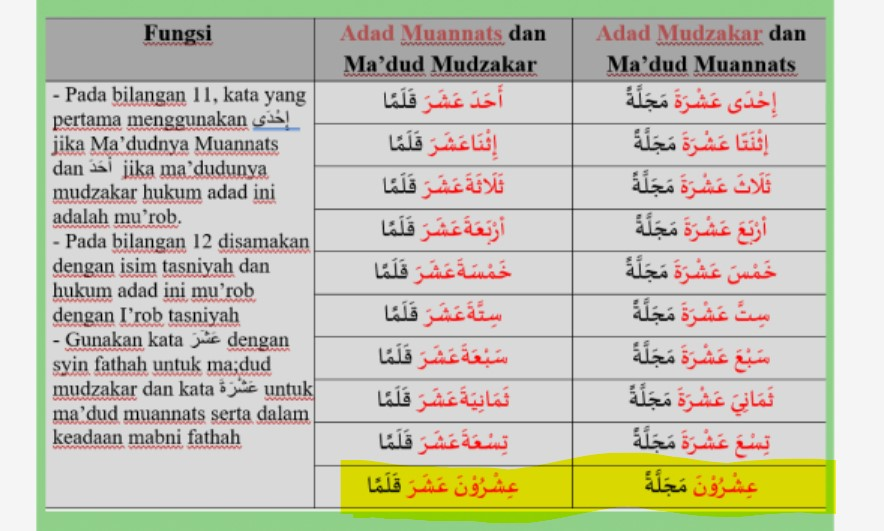 Fungsi
Adad Muannats dan
Ma’dud Mudzakar
Adad Mudzakar dan
Ma’dud Muannats
- Pada bilangan 11, kata yang
pertama menggunakan إِحْدَى
jika Ma’dudnya Muannats
dan أَحَدَ jika ma’dudunya
mudzakar hukum adad ini
adalah mu’rob.
- Pada bilangan 12 disamakan
dengan isim tasniyah dan
hukum adad ini mu’rob
dengan I’rob tasniyah
- Gunakan kata عَشَرَ dengan
syin fathah untuk ma;dud
mudzakar dan kata عَشْرَةَ untuk
ma’dud muannats serta dalam
keadaan mabni fathah
أَحَدَ عَشَرَ قَلَمًا
إِحْدَى عَشْرَةَ مَجَلَّةً
إِثْنَاعَشَرَ قَلَمًا
إِثْنَتَا عَشْرَةَ مَجَلَّةً
ثَلَاثَةَعَشَرَ قَلَمًا
ثَلَاثَ عَشْرَةَ مَجَلَّةً
أَرْبَعَةَعَشَرَ قَلَمًا
أَرْبَعَ عَشْرَةَ مَجَلَّةً
خَمْسَةَعَشَرَ قَلَمًا
خَمْسَ عَشْرَةَ مَجَلَّةً
سِتَّةَعَشَرَ قَلَمًا
سِتَّ عَشْرَةَ مَجَلَّةً
سَبْعَةَعَشَرَ قَلَمًا
سَبْعَ عَشْرَةَ مَجَلَّةً
ثَمَانِيَةَعَشَرَ قَلَمًا
ثَمَانِيَ عَشْرَةَ مَجَلَّةً
تِسْعَةَعَشَرَ قَلَمًا
تِسْعَ عَشْرَةَ مَجَلَّةً
عِشْرُوْنَ عَشَرَ قَلَمًا
عِشْرُوْنَ مَجَلَّةً